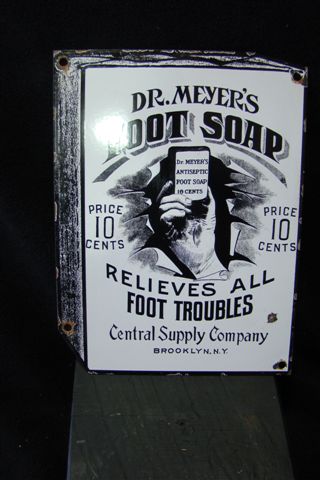 DR. MEYER'S
FOOT SOAP
Dr. MEYER'S
ANTISEPTIC
FOOT SOAP
10 CENTS
PRICE
10
CENTS
PRICE
10
CENTS
RELIEVES ALL
FOOT TROUBLES
Central Supply Company
BROOKLYN. N.Y.